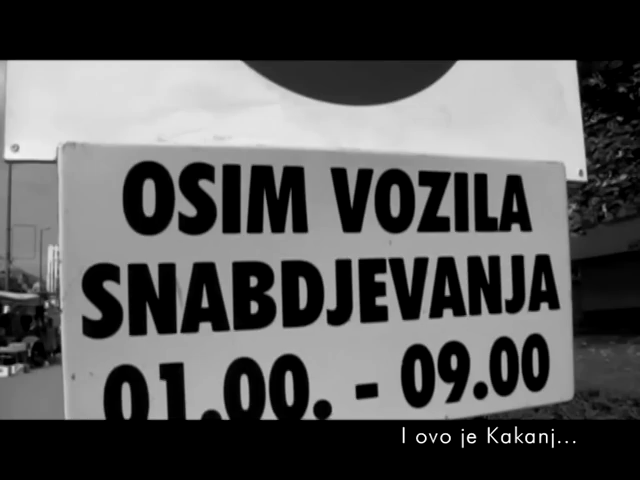 OSIM VOZILA
SNABDJEVANJA
01.00. - 09.00
I ovo je Kakanj...